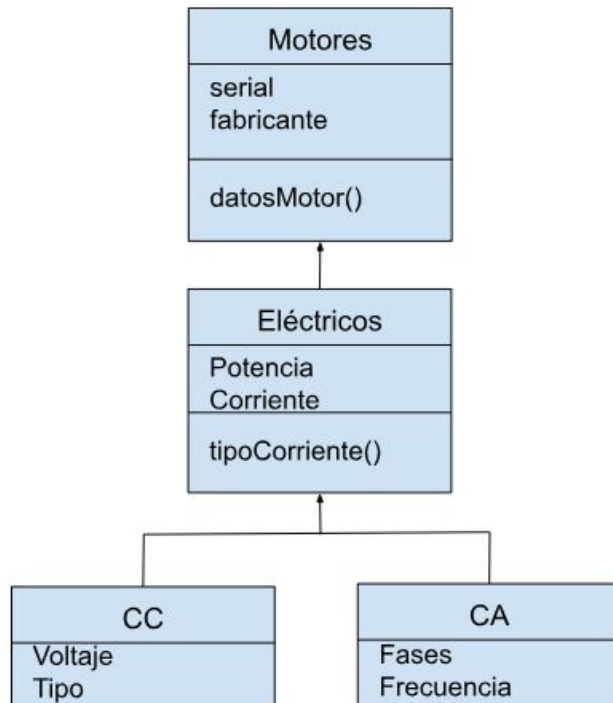 Motores
serial
fabricante
datosMotor()
Eléctricos
Potencia
Corriente
tipoCorriente()
CC
Voltaje
Tipo
CA
Fases
Frecuencia